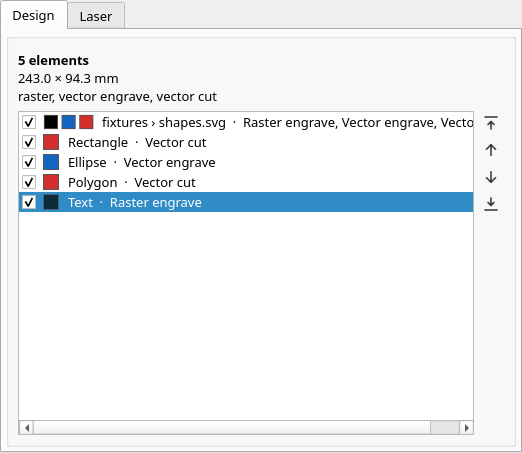 Design
Laser
5 elements
243.0 × 94.3 mm
raster, vector engrave, vector cut
fixtures › shapes.svg · Raster engrave, Vector engrave, Vecto
Rectangle · Vector cut
Ellipse · Vector engrave
Polygon · Vector cut
Text · Raster engrave